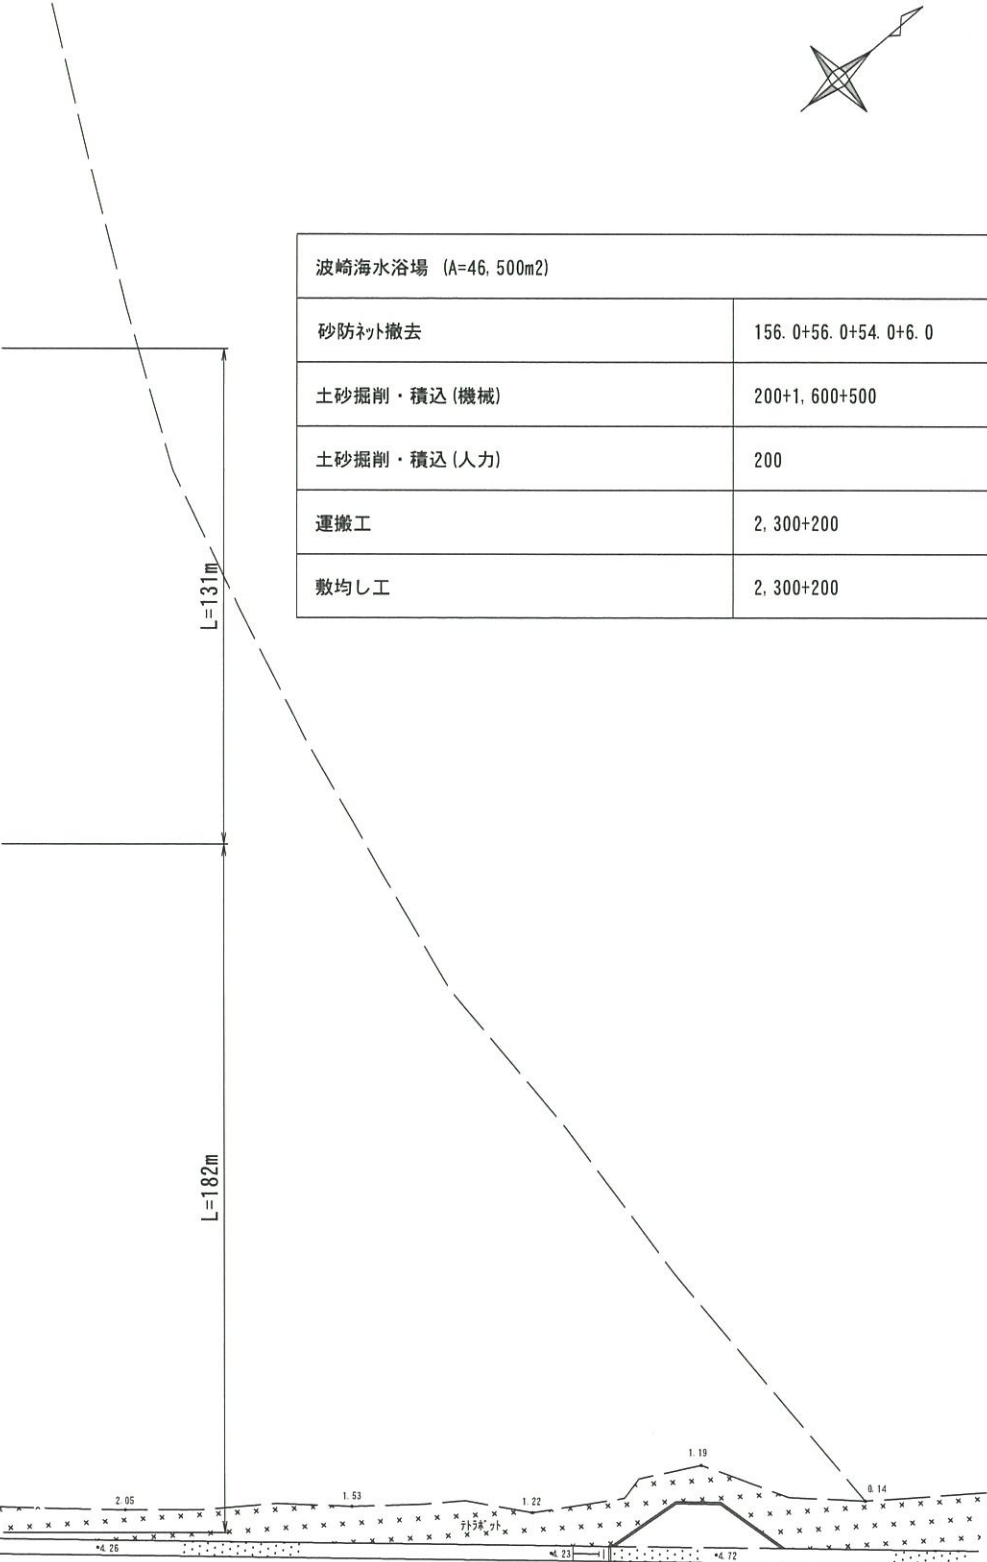 波崎海水浴場 (A=46,500m2)
砂防ネット撤去 156.0+56.0+54.0+6.0
土砂掘削・積込(機械) 200+1,600+500
土砂掘削・積込(人力) 200
運搬工 2,300+200
敷均し工 2,300+200
L=131m
L=182m
1.19
2.05
1.53
1.22
0.14
テトラポット
*4.26
*4.23
*4.72